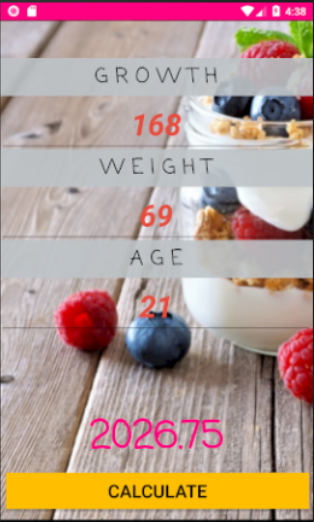 4:38
GROWTH
168
WEIGHT
69
AGE
21
2026.75
CALCULATE